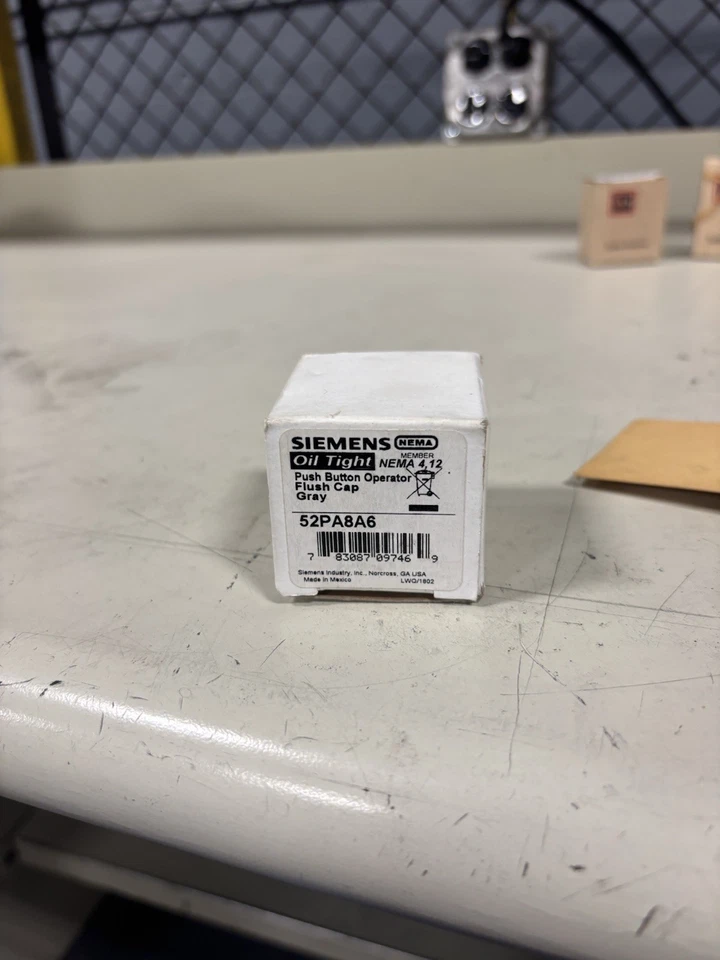 SIEMENS NEMA
MEMBER
Oil Tight NEMA 4,12
Push Button Operator
Flush Cap
Gray
52PA8A6
7 83087 09746 9
Siemens Industry, Inc., Norcross, GA USA
Made in Mexico LWG/1602